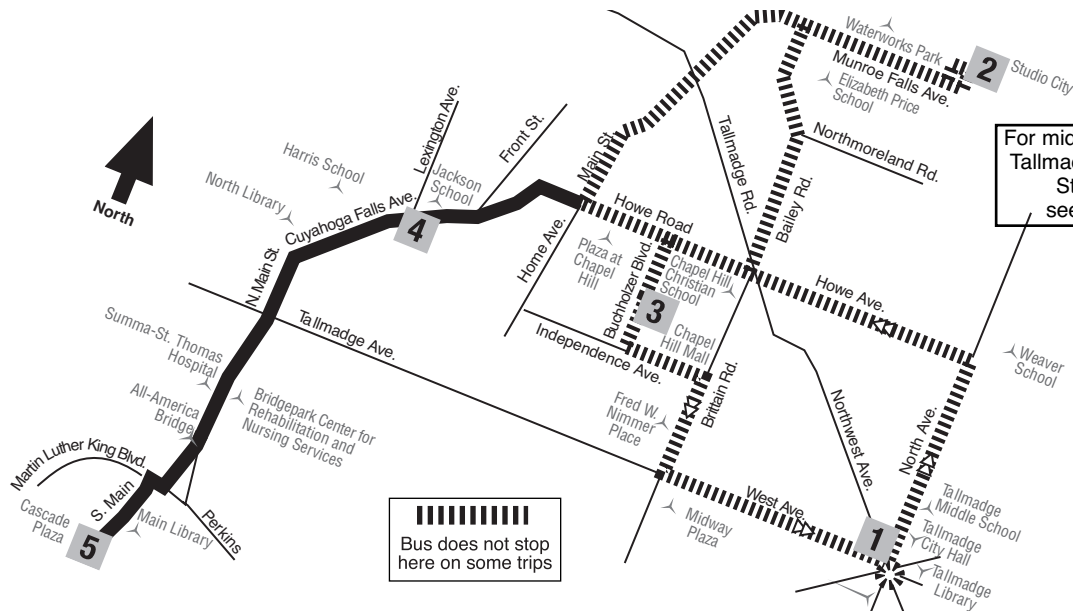 Waterworks
Park
Munroe Falls Ave.
2
Studio City
Elizabeth Price
School
Northmoreland Rd.
Tallmadge Rd.
Bailey Rd.
Main St.
Front St.
Lexington Ave.
Jackson
School
Harris School
North Library
Cuyahoga Falls Ave.
4
North
For mid
Tallmad
St
see
Howe Road
Home Ave.
Plaza at
Chapel
Hill
Buchholzer Blvd.
Chapel Hill
Christian
School
3
Chapel
Hill Mall
Howe Ave.
Independence Ave.
Brittain Rd.
Weaver
School
N. Main St.
Tallmadge Ave.
Summa-St. Thomas
Hospital
All-America
Bridge
Bridgepark Center for
Rehabilitation and
Nursing Services
Fred W.
Nimmer
Place
Northwest Ave.
North Ave.
Martin Luther King Blvd.
S. Main
Cascade
Plaza
5
Main Library
Perkins
Bus does not stop
here on some trips
Midway
Plaza
West Ave.
1
Tallmadge
Middle School
Tallmadge
City Hall
Tallmadge
Library